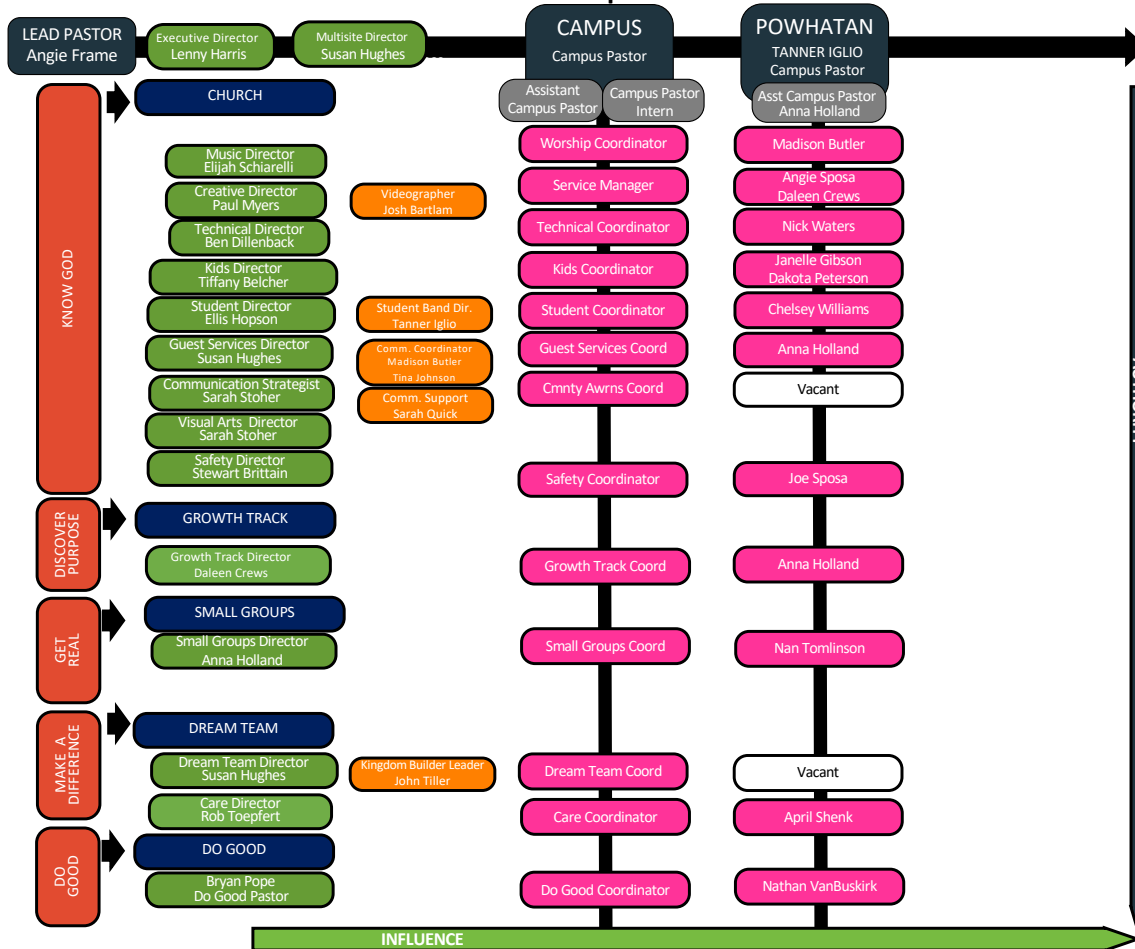 LEAD PASTOR
Angie Frame
Executive Director
Lenny Harris
Multisite Director
Susan Hughes
CAMPUS
Campus Pastor
POWHATAN
TANNER IGLIO
Campus Pastor
Assistant
Campus Pastor
Campus Pastor
Intern
Asst Campus Pastor
Anna Holland
KNOW GOD
CHURCH
Worship Coordinator
Madison Butler
Music Director
Elijah Schiarelli
Creative Director
Paul Myers
Videographer
Josh Bartlam
Service Manager
Angie Sposa
Daleen Crews
Technical Director
Ben Dillenback
Technical Coordinator
Nick Waters
Kids Director
Tiffany Belcher
Kids Coordinator
Janelle Gibson
Dakota Peterson
Student Director
Ellis Hopson
Student Band Dir.
Tanner Iglio
Student Coordinator
Chelsey Williams
Guest Services Director
Susan Hughes
Comm. Coordinator
Madison Butler
Tina Johnson
Guest Services Coord
Anna Holland
Communication Strategist
Sarah Stoher
Comm. Support
Sarah Quick
Cmnty Awrns Coord
Vacant
Visual Arts Director
Sarah Stoher
Safety Director
Stewart Brittain
Safety Coordinator
Joe Sposa
DISCOVER
PURPOSE
GROWTH TRACK
Growth Track Director
Daleen Crews
Growth Track Coord
Anna Holland
GET
REAL
SMALL GROUPS
Small Groups Director
Anna Holland
Small Groups Coord
Nan Tomlinson
MAKE A
DIFFERENCE
DREAM TEAM
Dream Team Director
Susan Hughes
Kingdom Builder Leader
John Tiller
Dream Team Coord
Vacant
Care Director
Rob Toepfert
Care Coordinator
April Shenk
DO
GOOD
DO GOOD
Bryan Pope
Do Good Pastor
Do Good Coordinator
Nathan VanBuskirk
INFLUENCE